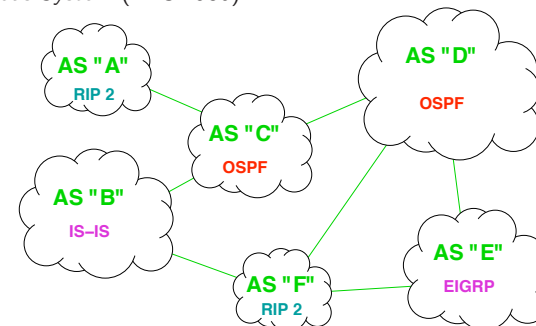 AS "A"
RIP 2
AS "D"
OSPF
AS "C"
OSPF
AS "B"
IS–IS
AS "E"
EIGRP
AS "F"
RIP 2